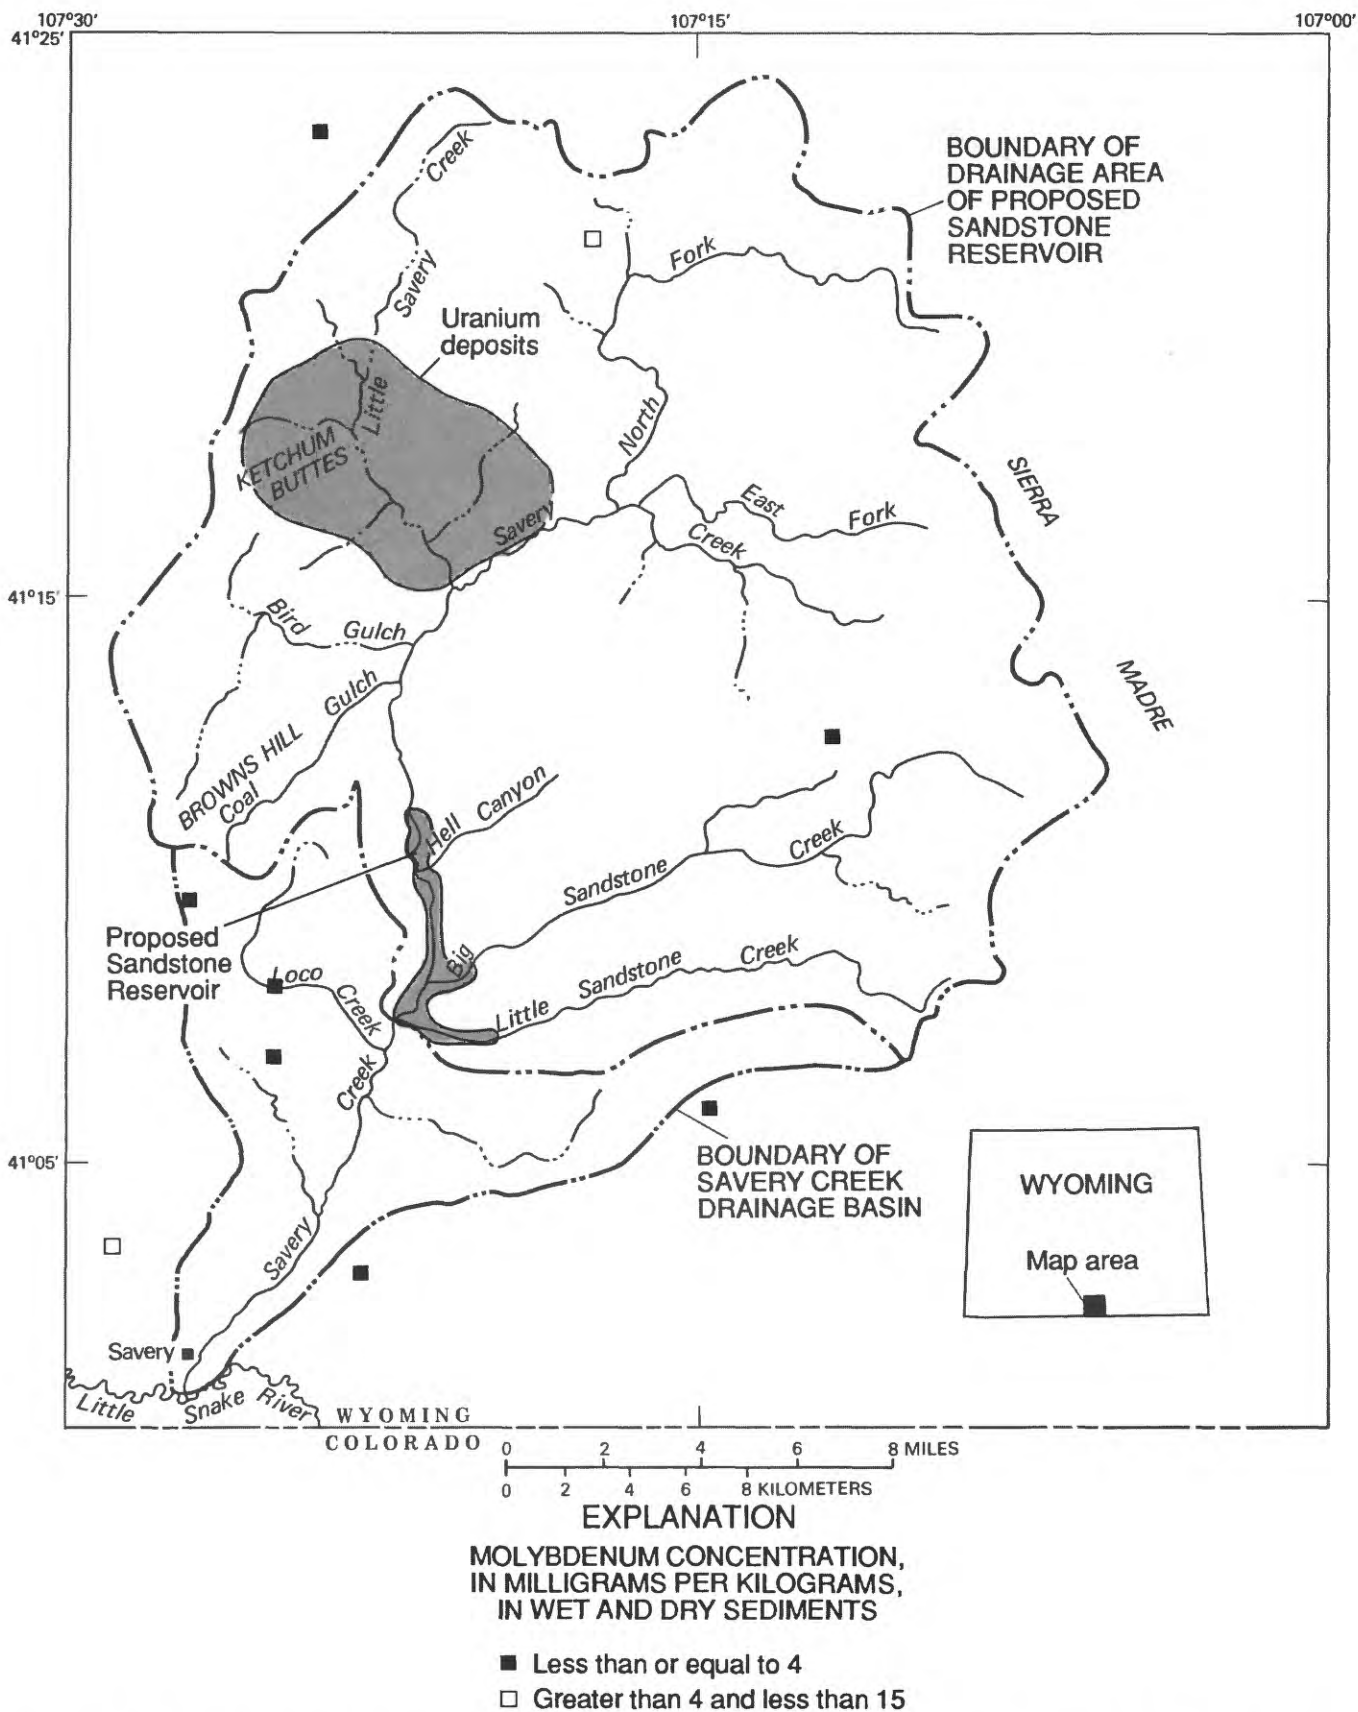 107°30'
107°15'
107°00'
41°25'
BOUNDARY OF
DRAINAGE AREA
OF PROPOSED
SANDSTONE
RESERVOIR
Creek
Savery
Fork
Uranium
deposits
Little
North
KETCHUM
BUTTES
SIERRA
East
Fork
Savery
Creek
41°15'
Bird
Gulch
MADRE
Gulch
BROWNS HILL
Coal
Hell Canyon
Creek
Sandstone
Proposed
Sandstone
Reservoir
Big
Creek
Sandstone
Little
Loco
Creek
Creek
41°05'
BOUNDARY OF
SAVERY CREEK
DRAINAGE BASIN
WYOMING
Map area
Savery
Savery
Little Snake River
WYOMING
COLORADO
0 2 4 6 8 MILES
0 2 4 6 8 KILOMETERS
EXPLANATION
MOLYBDENUM CONCENTRATION,
IN MILLIGRAMS PER KILOGRAMS,
IN WET AND DRY SEDIMENTS
Less than or equal to 4
Greater than 4 and less than 15